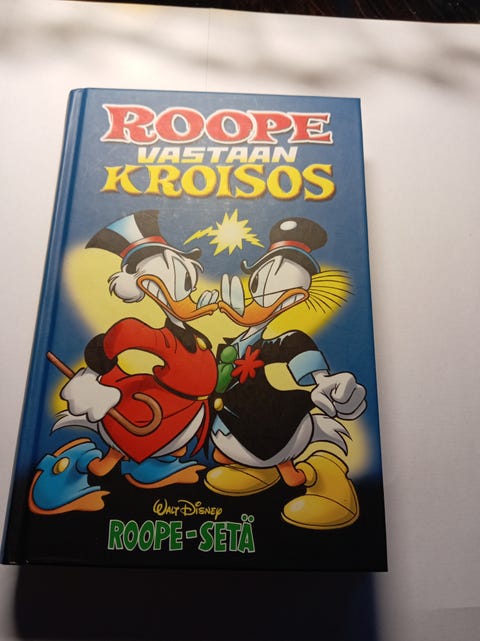 ROOPE
VASTAAN
KROISOS
WALT DISNEY
ROOPE-SETÄ